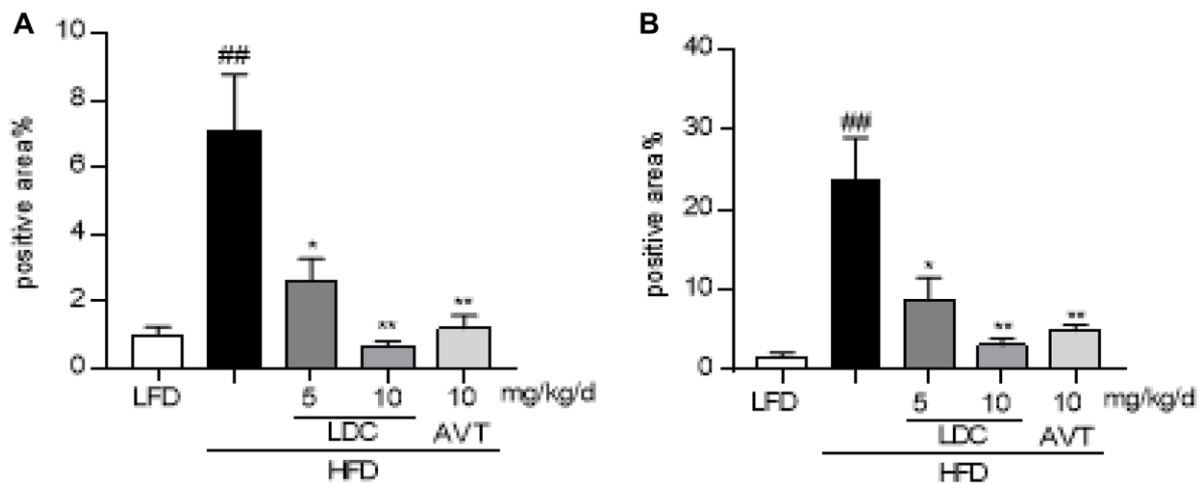 A
positive area%
10
8
6
4
2
0
##
*
**
**
LFD
5
10
10
mg/kg/d
LDC
AVT
HFD
B
positive area%
40
30
20
10
0
##
*
**
**
LFD
5
10
10
mg/kg/d
LDC
AVT
HFD